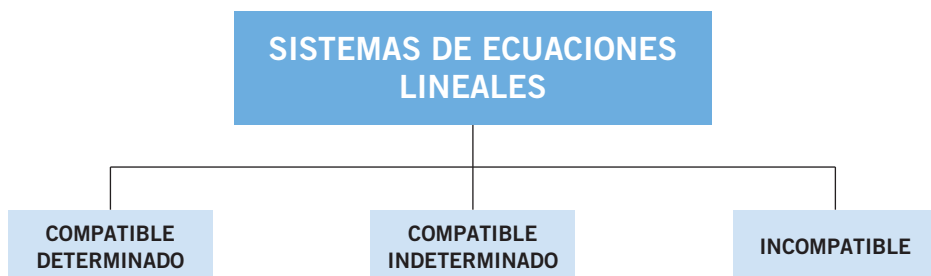 SISTEMAS DE ECUACIONES
LINEALES
COMPATIBLE
DETERMINADO
COMPATIBLE
INDETERMINADO
INCOMPATIBLE